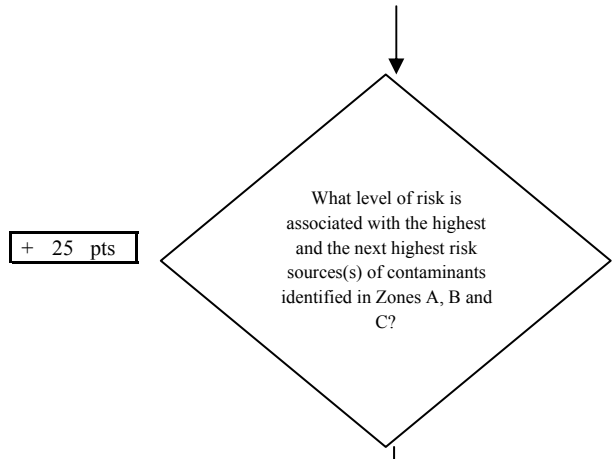 What level of risk is
associated with the highest
and the next highest risk
sources(s) of contaminants
identified in Zones A, B and
C?
+ 25 pts